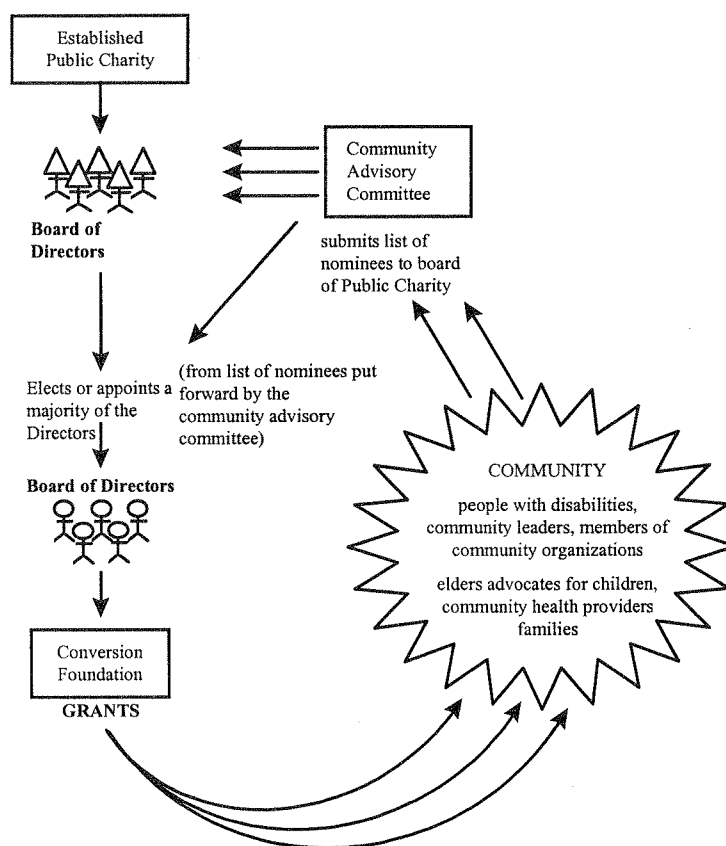 Established
Public Charity
Community
Advisory
Committee
Board of
Directors
submits list of
nominees to board
of Public Charity
Elects or appoints a
majority of the
Directors
(from list of nominees put
forward by the
community advisory
committee)
Board of Directors
COMMUNITY
people with disabilities,
community leaders, members of
community organizations
elders advocates for children,
community health providers
families
Conversion
Foundation
GRANTS